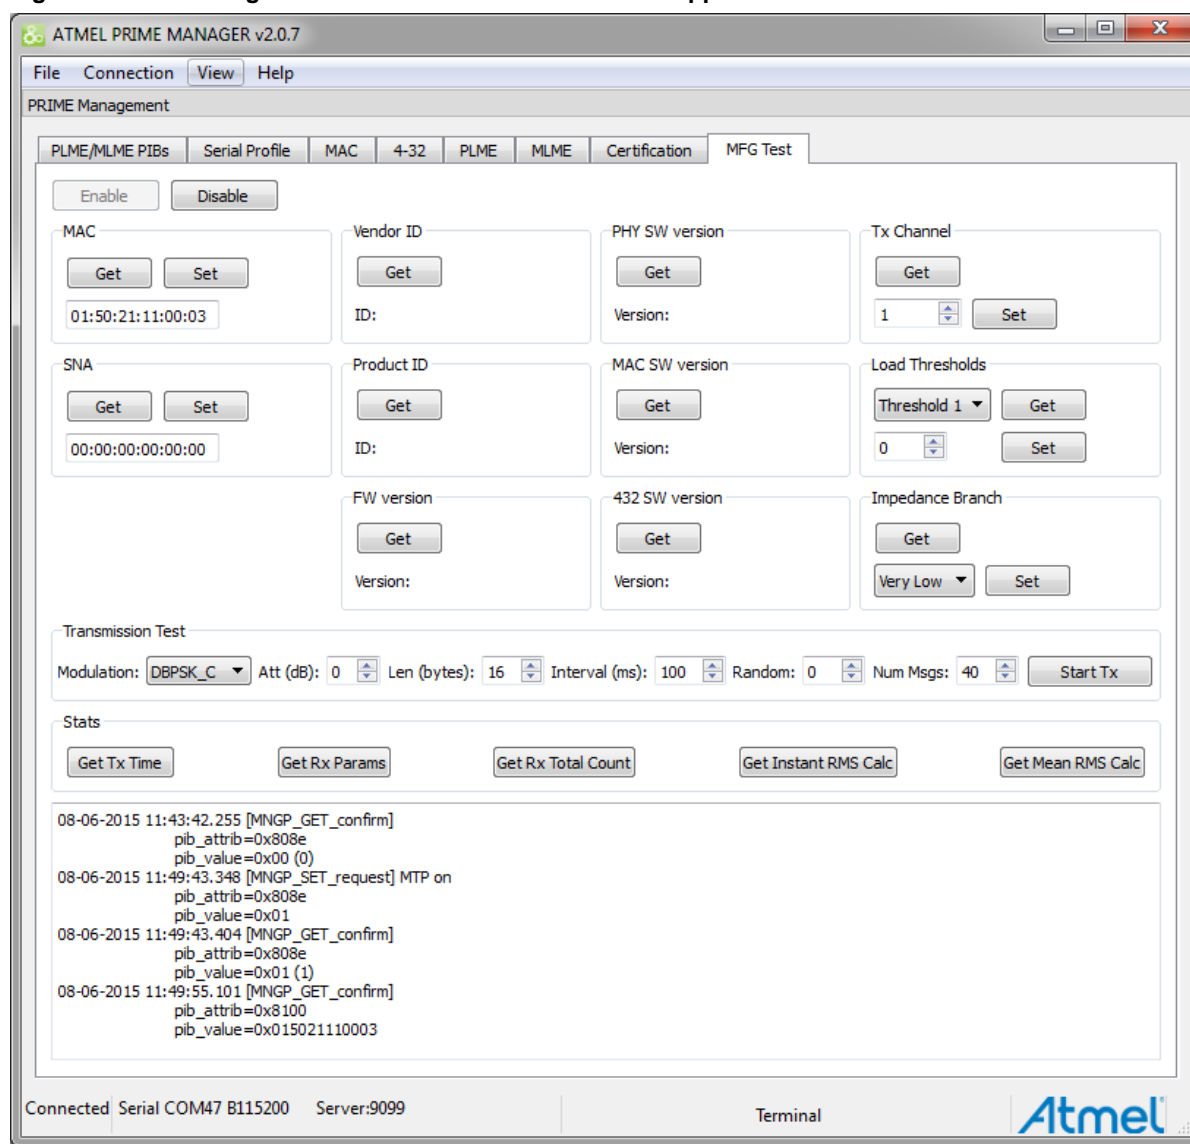 ATMEL PRIME MANAGER v2.0.7
File Connection View Help
PRIME Management
PLME/MLME PIBs Serial Profile MAC 4-32 PLME MLME Certification MFG Test
Enable Disable
MAC Vendor ID PHY SW version Tx Channel
Get Set Get Get Get
01:50:21:11:00:03 ID: Version: 1 Set
SNA Product ID MAC SW version Load Thresholds
Get Set Get Get Threshold 1 Get
00:00:00:00:00:00 ID: Version: 0 Set
FW version 432 SW version Impedance Branch
Get Get Get
Version: Version: Very Low Set
Transmission Test
Modulation: DBPSK_C Att (dB): 0 Len (bytes): 16 Interval (ms): 100 Random: 0 Num Msgs: 40 Start Tx
Stats
Get Tx Time Get Rx Params Get Rx Total Count Get Instant RMS Calc Get Mean RMS Calc
08-06-2015 11:43:42.255 [MNGP_GET_confirm]
pib_attrib=0x808e
pib_value=0x00 (0)
08-06-2015 11:49:43.348 [MNGP_SET_request] MTP on
pib_attrib=0x808e
pib_value=0x01
08-06-2015 11:49:43.404 [MNGP_GET_confirm]
pib_attrib=0x808e
pib_value=0x01 (1)
08-06-2015 11:49:55.101 [MNGP_GET_confirm]
pib_attrib=0x8100
pib_value=0x015021110003
Connected Serial COM47 B115200 Server:9099 Terminal Atmel